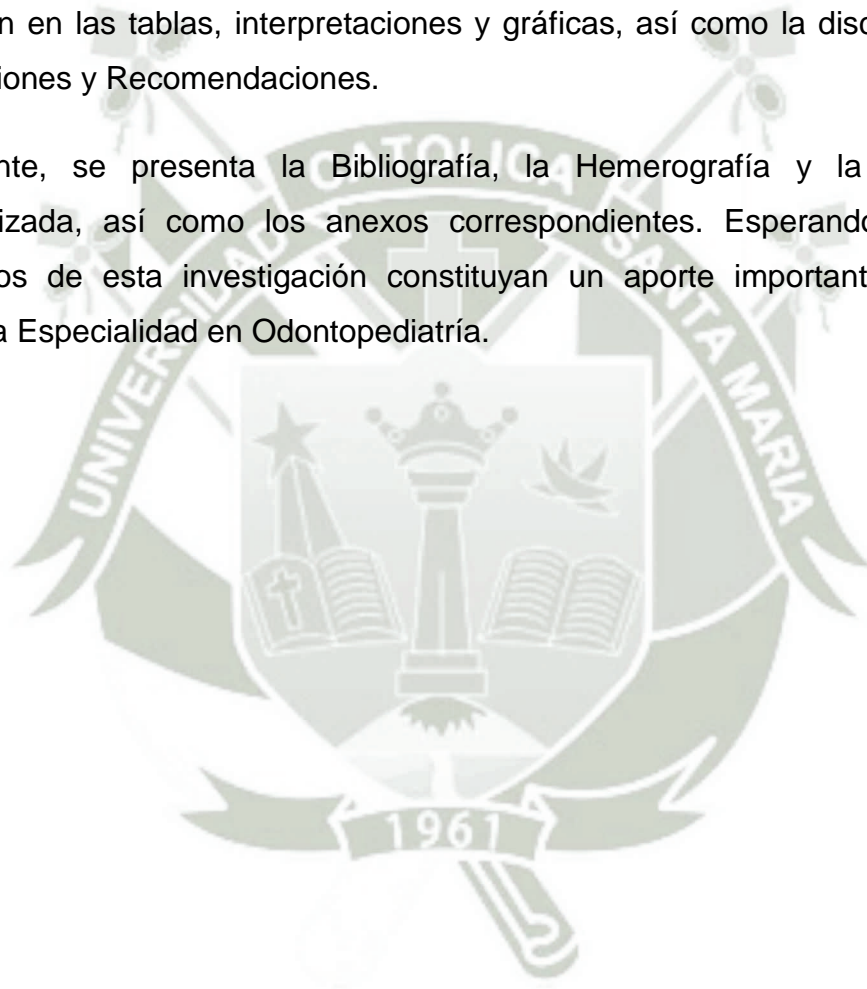 n en las tablas, interpretaciones y gráficas, así como la disc
iones y Recomendaciones.
nte, se presenta la Bibliografía, la Hemerografía y la
izada, así como los anexos correspondientes. Esperando
os de esta investigación constituyan un aporte important
a Especialidad en Odontopediatría.
UNIVERSIDAD CATOLICA SANTA MARIA
1961